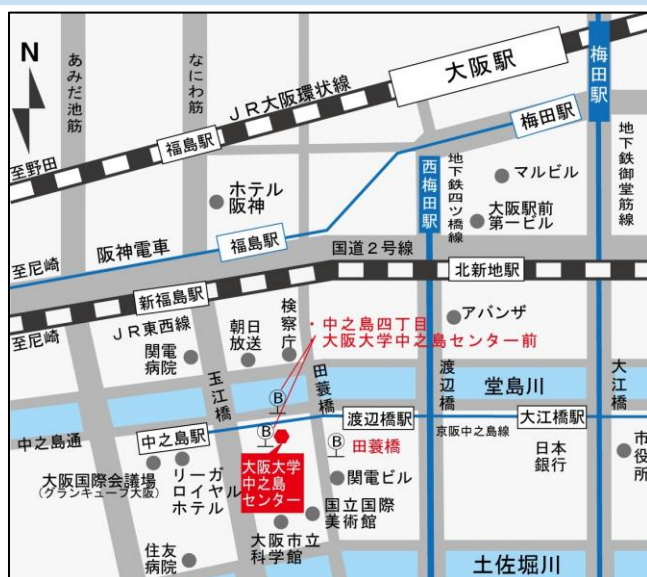 N
あみだ池筋
なにわ筋
JR大阪環状線
大阪駅
梅田駅
至野田
福島駅
梅田駅
地下鉄御堂筋線
ホテル
阪神
西梅田駅
地下鉄四ツ橋線
マルビル
大阪駅前
第一ビル
阪神電車
福島駅
国道2号線
至尼崎
新福島駅
北新地駅
JR東西線
至尼崎
関電
病院
朝日
放送
検察庁
・中之島四丁目
・大阪大学中之島センター前
アバンザ
玉江橋
田蓑橋
渡辺橋
堂島川
大江橋
中之島通
中之島駅
B
B
渡辺橋駅
大江橋駅
京阪中之島線
B
田蓑橋
大阪国際会議場
(グランキューブ大阪)
リーガ
ロイヤル
ホテル
大阪大学
中之島
センター
関電ビル
日本
銀行
市役所
国立国際
美術館
大阪市立
科学館
住友
病院
土佐堀川